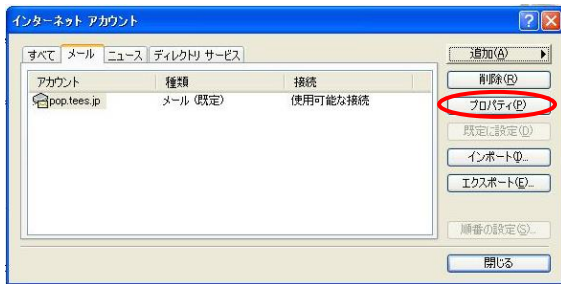 インターネット アカウント
すべて メール ニュース ディレクトリ サービス
追加(A)
アカウント 種類 接続
削除(R)
pop.tees.jp メール (既定) 使用可能な接続
プロパティ(P)
既定に設定(D)
インポート(I)...
エクスポート(E)...
順番の設定(S)...
閉じる